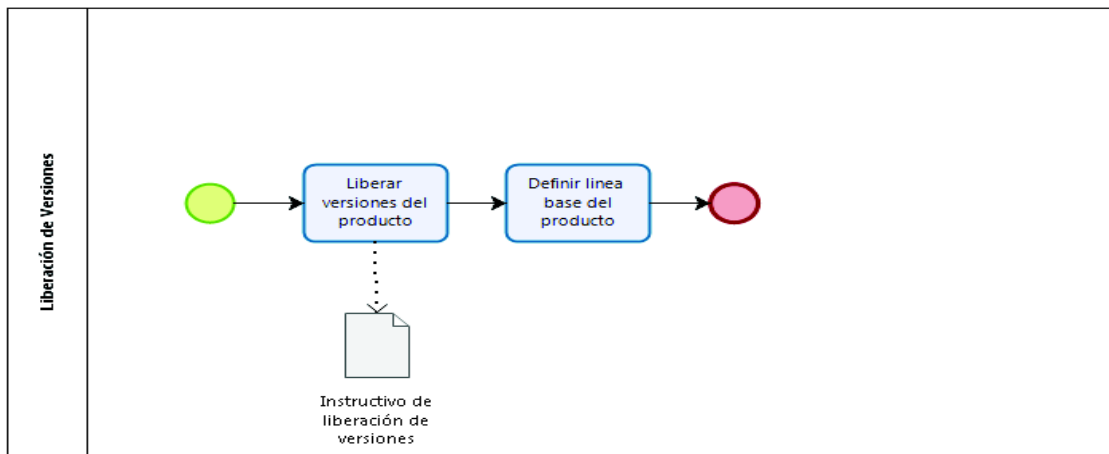 Liberación de Versiones
Liberar
versiones del
producto
Definir linea
base del
producto
Instructivo de
liberación de
versiones